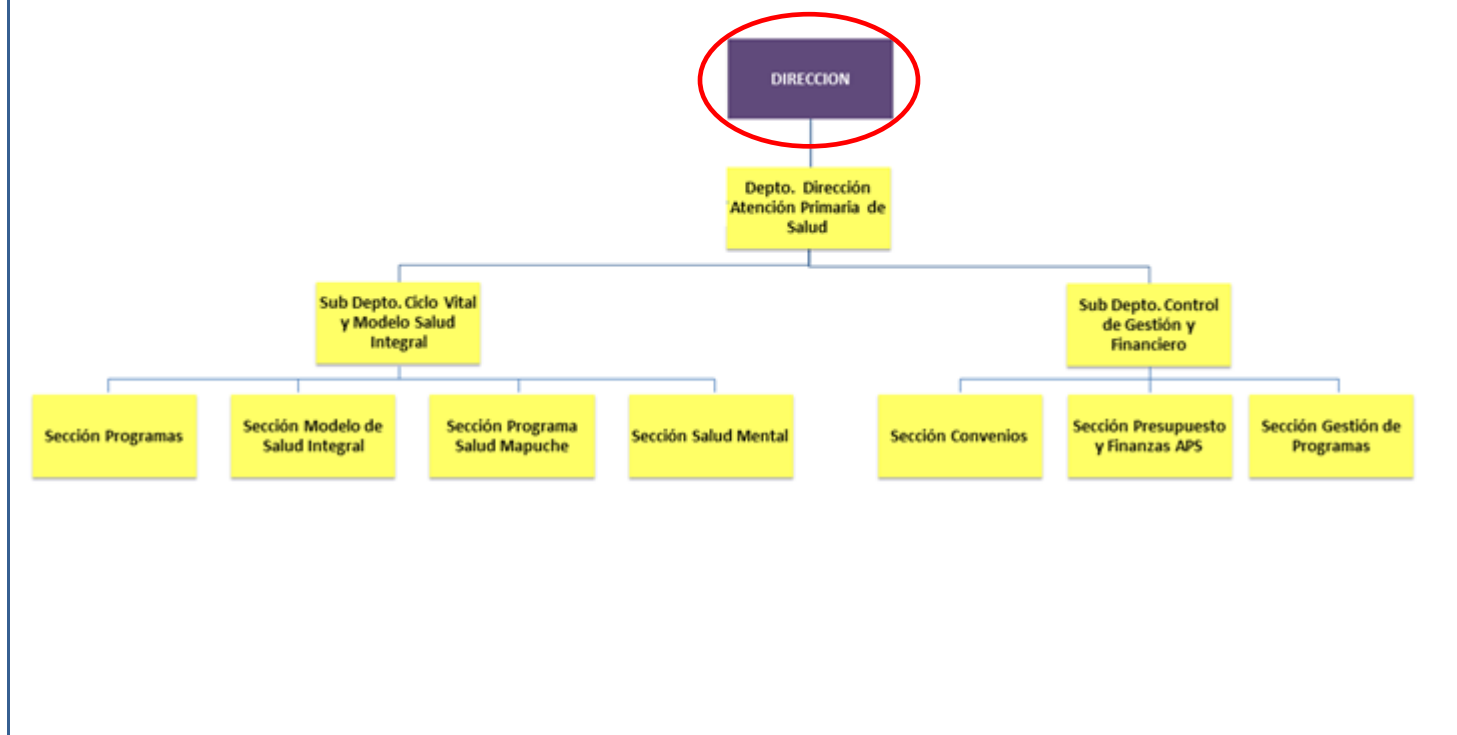 DIRECCION
Depto. Dirección
Atención Primaria de
Salud
Sub Depto. Ciclo Vital
y Modelo Salud
Integral
Sub Depto. Control
de Gestión y
Financiero
Sección Programas
Sección Modelo de
Salud Integral
Sección Programa
Salud Mapuche
Sección Salud Mental
Sección Convenios
Sección Presupuesto
y Finanzas APS
Sección Gestión de
Programas